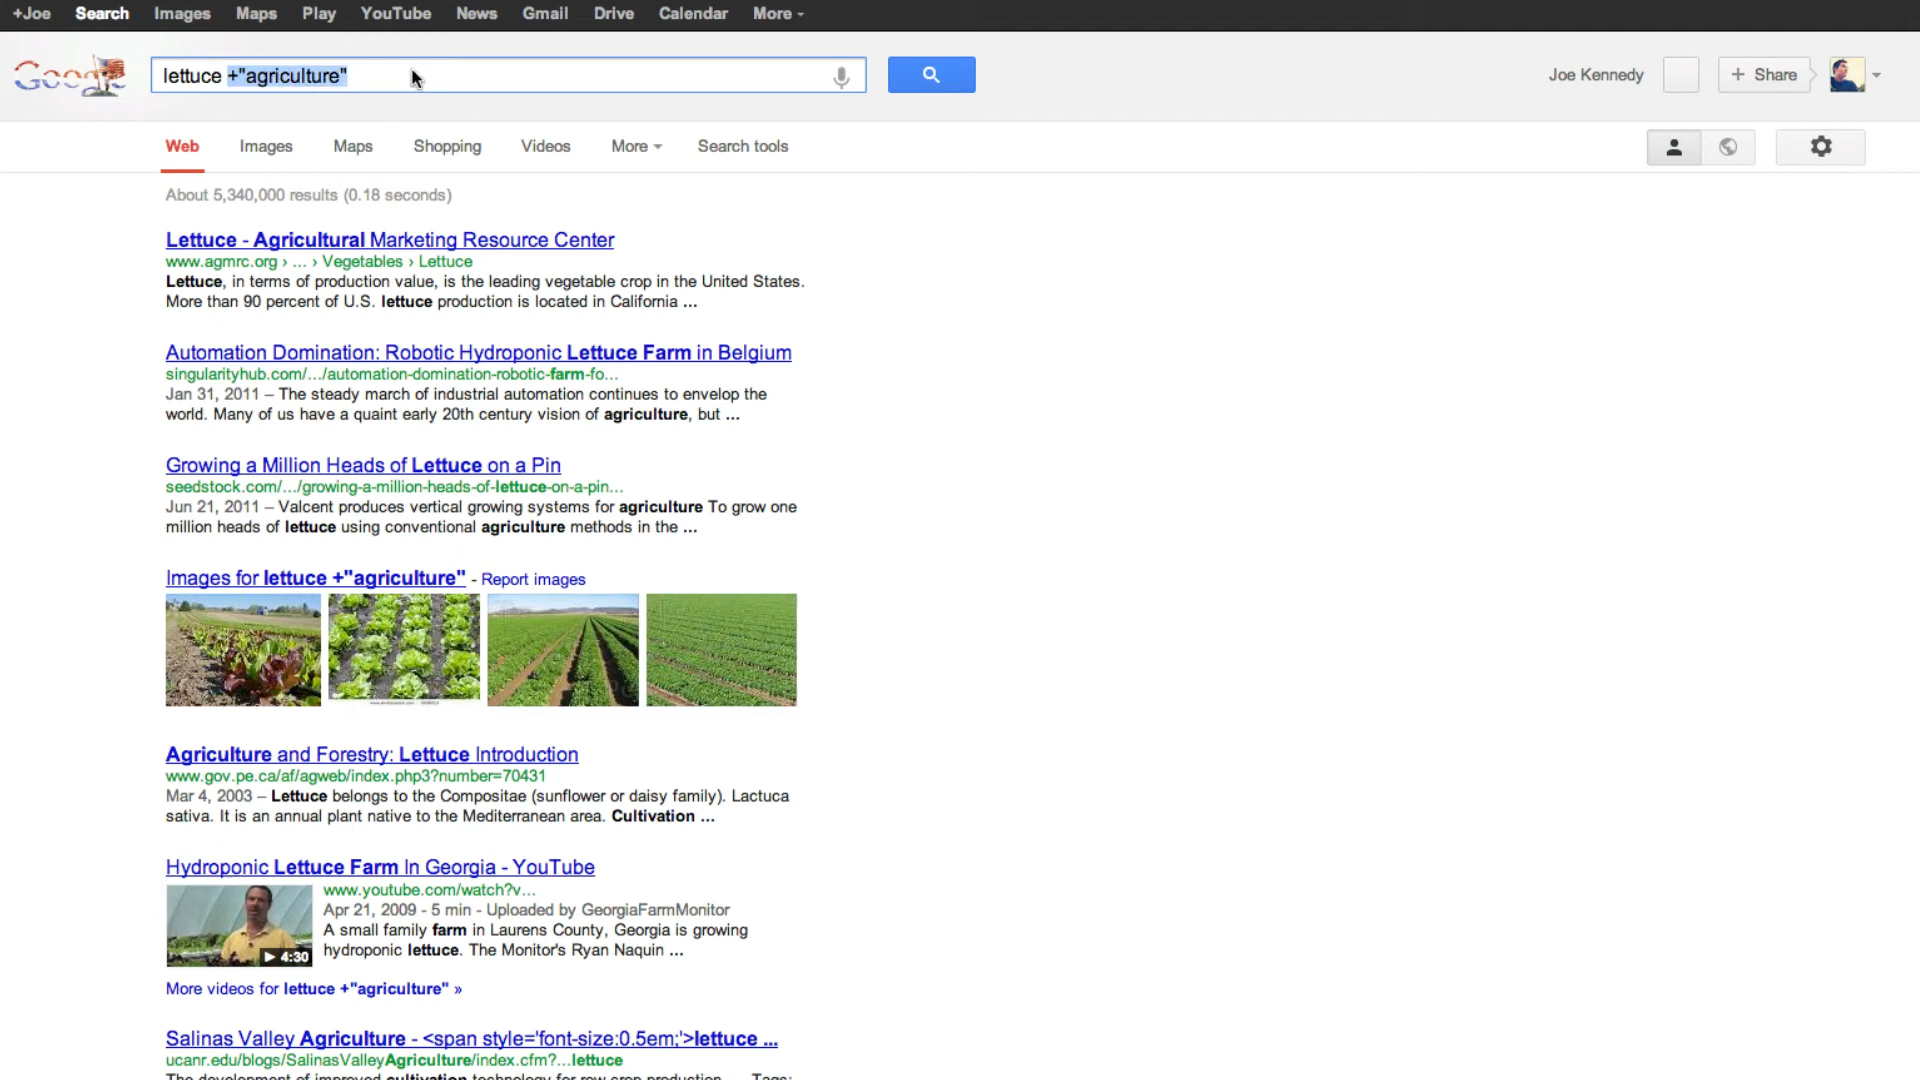 +Joe Search Images Maps Play YouTube News Gmail Drive Calendar More
Google
lettuce +"agriculture"
Joe Kennedy
+ Share
Web Images Maps Shopping Videos More Search tools
About 5,340,000 results (0.18 seconds)
Lettuce - Agricultural Marketing Resource Center
www.agmrc.org › ... › Vegetables › Lettuce
Lettuce, in terms of production value, is the leading vegetable crop in the United States.
More than 90 percent of U.S. lettuce production is located in California ...
Automation Domination: Robotic Hydroponic Lettuce Farm in Belgium
singularityhub.com/.../automation-domination-robotic-farm-fo...
Jan 31, 2011 – The steady march of industrial automation continues to envelop the
world. Many of us have a quaint early 20th century vision of agriculture, but ...
Growing a Million Heads of Lettuce on a Pin
seedstock.com/.../growing-a-million-heads-of-lettuce-on-a-pin...
Jun 21, 2011 – Valcent produces vertical growing systems for agriculture To grow one
million heads of lettuce using conventional agriculture methods in the ...
Images for lettuce +"agriculture" - Report images
Agriculture and Forestry: Lettuce Introduction
www.gov.pe.ca/af/agweb/index.php3?number=70431
Mar 4, 2003 – Lettuce belongs to the Compositae (sunflower or daisy family). Lactuca
sativa. It is an annual plant native to the Mediterranean area. Cultivation ...
Hydroponic Lettuce Farm In Georgia - YouTube
www.youtube.com/watch?v...
Apr 21, 2009 - 5 min - Uploaded by GeorgiaFarmMonitor
A small family farm in Laurens County, Georgia is growing
hydroponic lettuce. The Monitor's Ryan Naquin ...
4:30
More videos for lettuce +"agriculture" »
Salinas Valley Agriculture - <span style='font-size:0.5em;'>lettuce ...
ucanr.edu/blogs/SalinasValleyAgriculture/index.cfm?...lettuce
The development of improved cultivation technology for row crop production ... Tags: